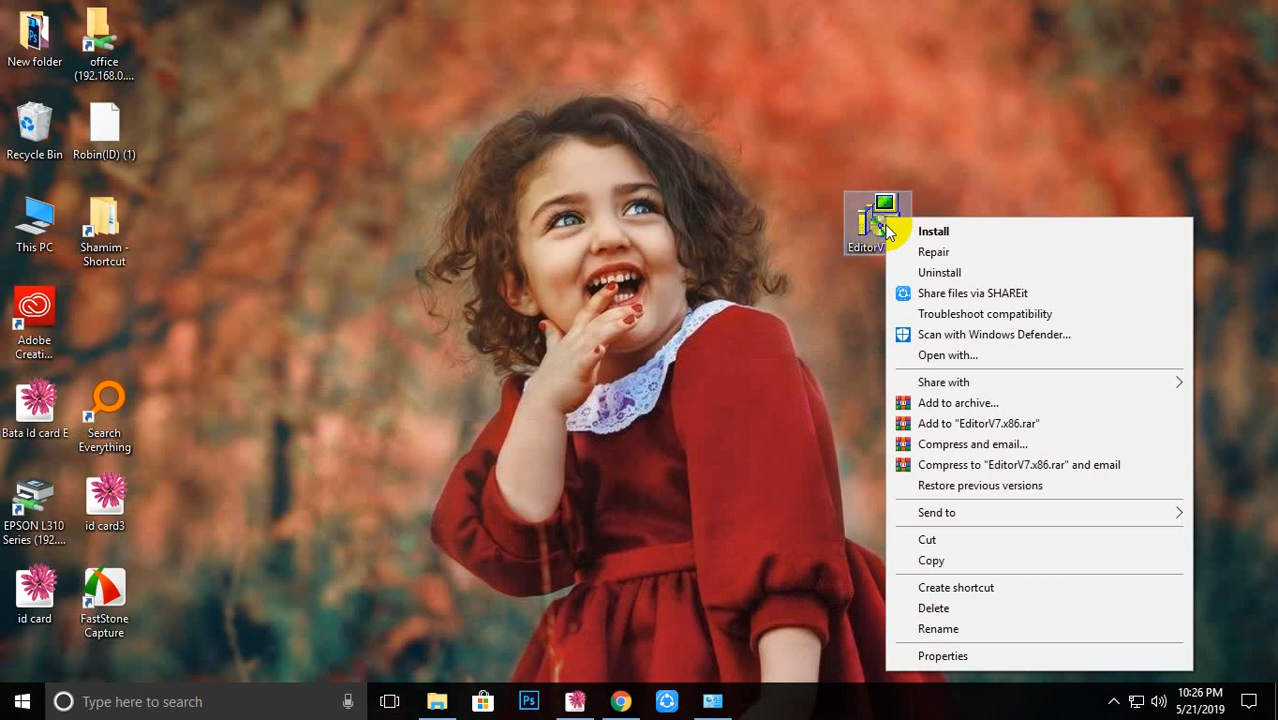 New folder
office
(192.168.0....
Recycle Bin
Robin(ID) (1)
This PC
Shamim -
Shortcut
Adobe
Creati...
Bata Id card E
Search
Everything
EPSON L310
Series (192....
id card3
id card
FastStone
Capture
EditorV
Install
Repair
Uninstall
Share files via SHAREit
Troubleshoot compatibility
Scan with Windows Defender...
Open with...
Share with
Add to archive...
Add to "EditorV7.x86.rar"
Compress and email...
Compress to "EditorV7.x86.rar" and email
Restore previous versions
Send to
Cut
Copy
Create shortcut
Delete
Rename
Properties
Type here to search
Ps
10:26 PM
5/21/2019